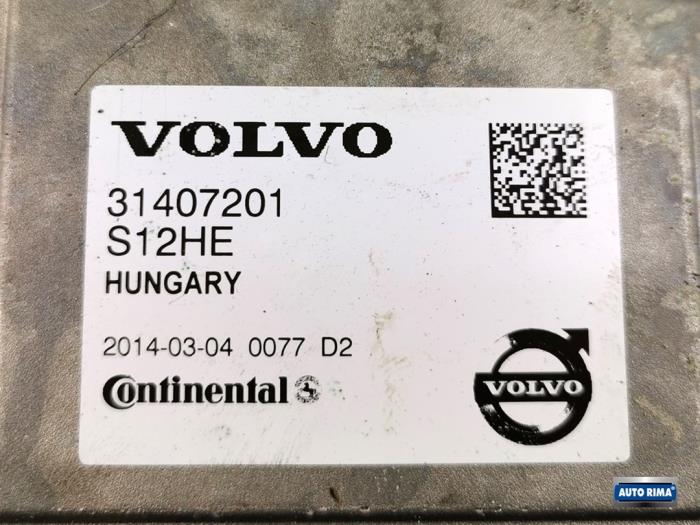 VOLVO
31407201
S12HE
HUNGARY
2014-03-04 0077 D2
Continental
VOLVO
AUTO RIMA